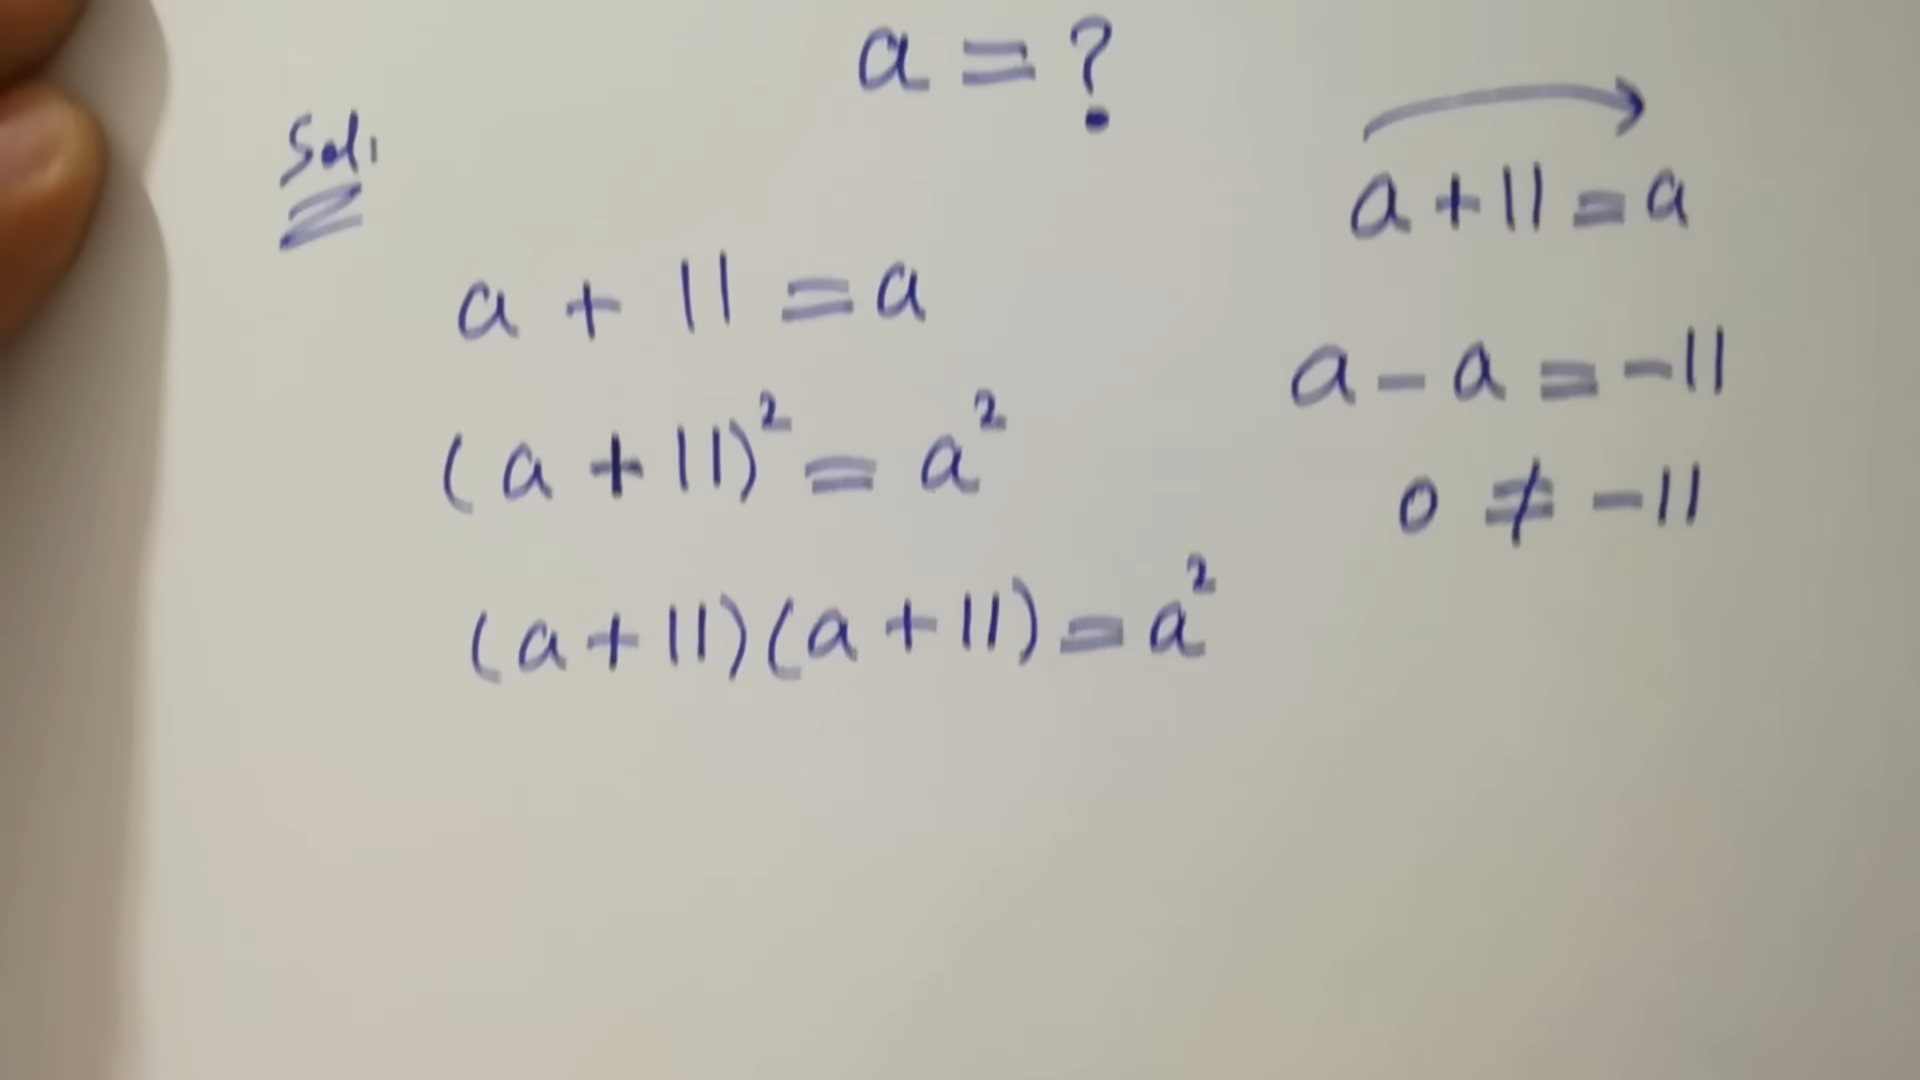 a = ?
Sol:
a + 11 = a
(a + 11)² = a²
(a + 11)(a + 11) = a²
a + 11 = a
a - a = -11
0 ≠ -11